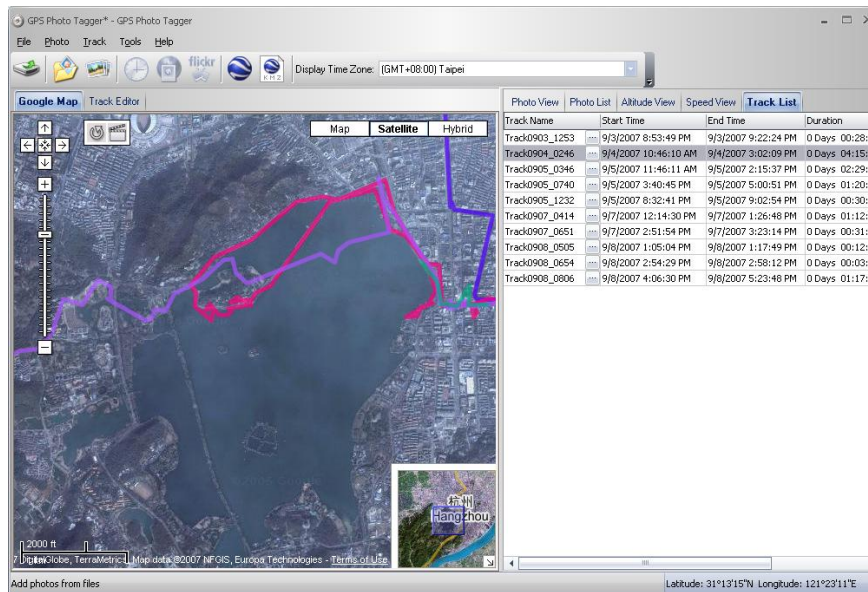 GPS Photo Tagger* - GPS Photo Tagger
File Photo Track Tools Help
flickr
KMZ
Display Time Zone: (GMT+08:00) Taipei
Google Map Track Editor
Photo View Photo List Altitude View Speed View Track List
Map Satellite Hybrid
Track Name Start Time End Time Duration
Track0903_1253 ... 9/3/2007 8:53:49 PM 9/3/2007 9:22:24 PM 0 Days 00:28:
Track0904_0246 ... 9/4/2007 10:46:10 AM 9/4/2007 3:02:09 PM 0 Days 04:15:
Track0905_0346 ... 9/5/2007 11:46:11 AM 9/5/2007 2:15:37 PM 0 Days 02:29:
Track0905_0740 ... 9/5/2007 3:40:45 PM 9/5/2007 5:00:51 PM 0 Days 01:20:
Track0905_1232 ... 9/5/2007 8:32:41 PM 9/5/2007 9:02:54 PM 0 Days 00:30:
Track0907_0414 ... 9/7/2007 12:14:30 PM 9/7/2007 1:26:48 PM 0 Days 01:12:
Track0907_0651 ... 9/7/2007 2:51:54 PM 9/7/2007 3:23:14 PM 0 Days 00:31:
Track0908_0505 ... 9/8/2007 1:05:04 PM 9/8/2007 1:17:49 PM 0 Days 00:12:
Track0908_0654 ... 9/8/2007 2:54:29 PM 9/8/2007 2:58:12 PM 0 Days 00:03:
Track0908_0806 ... 9/8/2007 4:06:30 PM 9/8/2007 5:23:48 PM 0 Days 01:17:
杭州
Hangzhou
2000 ft
TerraMetrics, Map data ©2007 NFGIS, Europa Technologies - Terms of Use
Add photos from files
Latitude: 31°13'15"N Longitude: 121°23'11"E